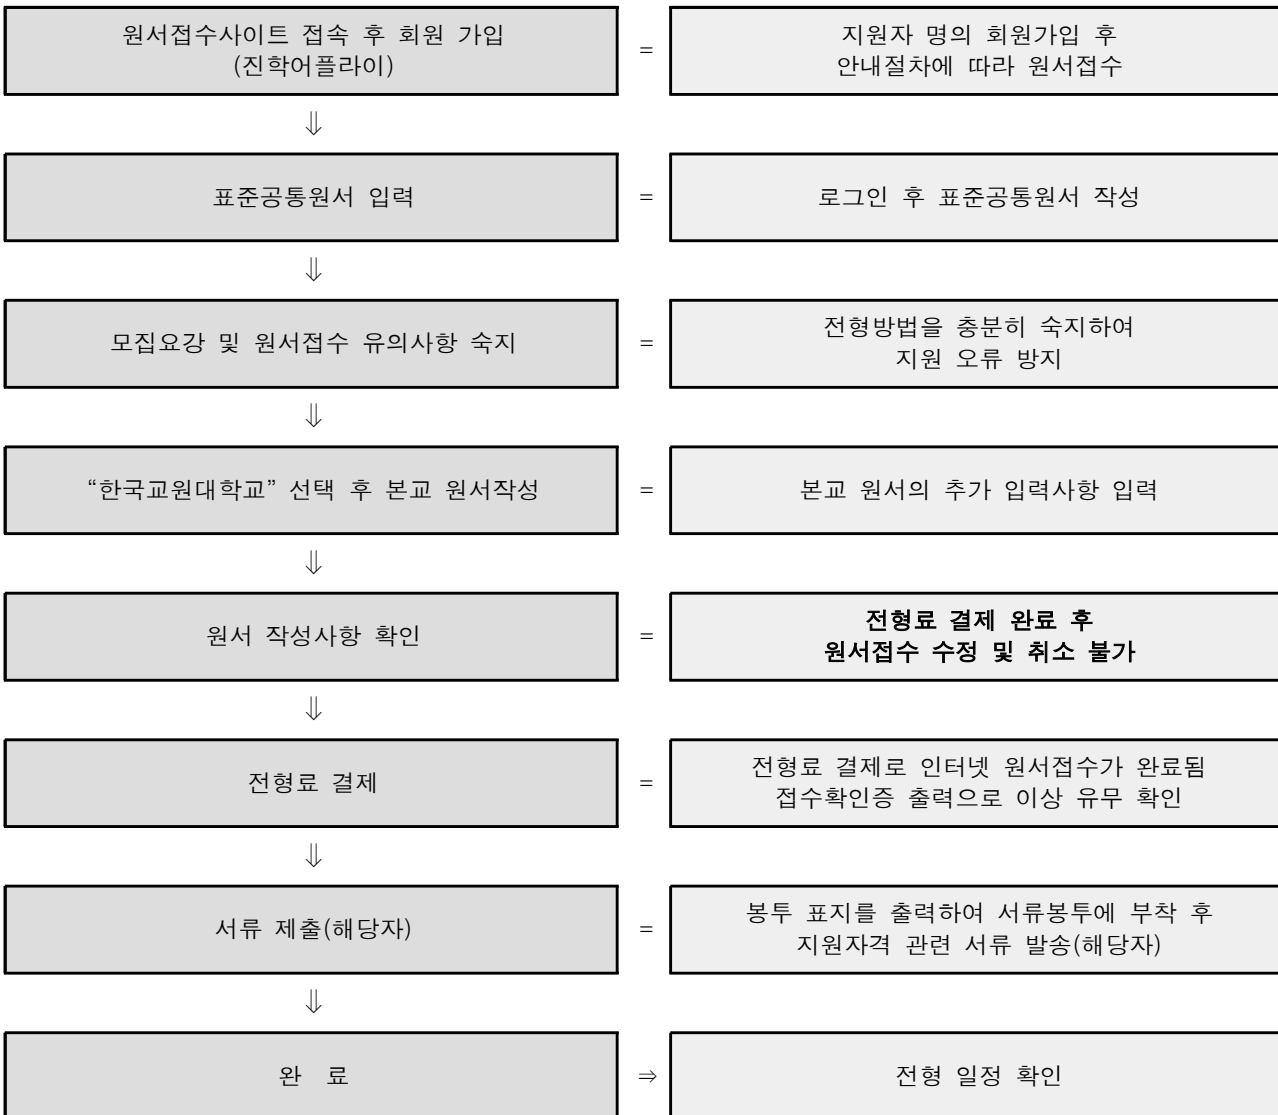 원서접수사이트 접속 후 회원 가입
(진학어플라이)
=
지원자 명의 회원가입 후
안내절차에 따라 원서접수
⇓
표준공통원서 입력
=
로그인 후 표준공통원서 작성
⇓
모집요강 및 원서접수 유의사항 숙지
=
전형방법을 충분히 숙지하여
지원 오류 방지
⇓
“한국교원대학교” 선택 후 본교 원서작성
=
본교 원서의 추가 입력사항 입력
⇓
원서 작성사항 확인
=
전형료 결제 완료 후
원서접수 수정 및 취소 불가
⇓
전형료 결제
=
전형료 결제로 인터넷 원서접수가 완료됨
접수확인증 출력으로 이상 유무 확인
⇓
서류 제출(해당자)
=
봉투 표지를 출력하여 서류봉투에 부착 후
지원자격 관련 서류 발송(해당자)
⇓
완 료
⇒
전형 일정 확인